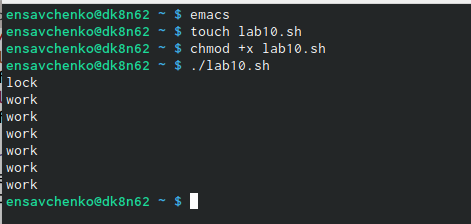 ensavchenko@dk8n62 ~ $ emacs
ensavchenko@dk8n62 ~ $ touch lab10.sh
ensavchenko@dk8n62 ~ $ chmod +x lab10.sh
ensavchenko@dk8n62 ~ $ ./lab10.sh
lock
work
work
work
work
work
work
ensavchenko@dk8n62 ~ $